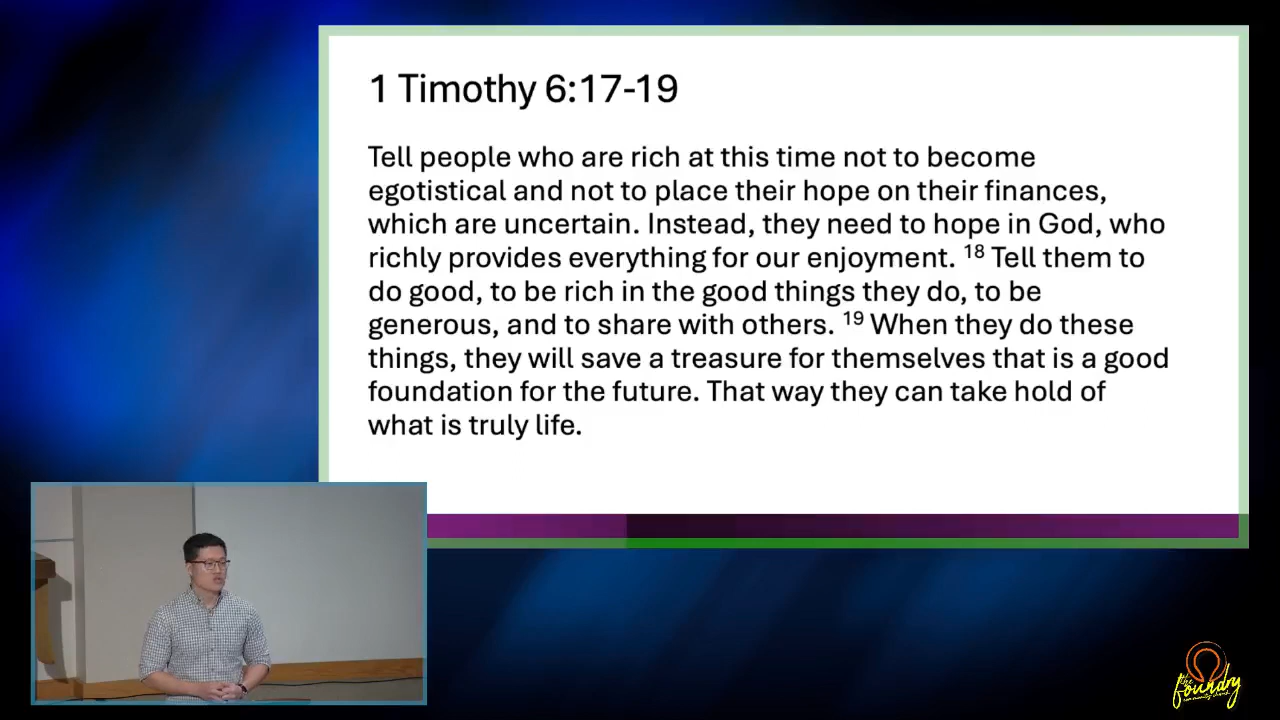 1 Timothy 6:17-19
Tell people who are rich at this time not to become
egotistical and not to place their hope on their finances,
which are uncertain. Instead, they need to hope in God, who
richly provides everything for our enjoyment. 18 Tell them to
do good, to be rich in the good things they do, to be
generous, and to share with others. 19 When they do these
things, they will save a treasure for themselves that is a good
foundation for the future. That way they can take hold of
what is truly life.
the
foundry
community church